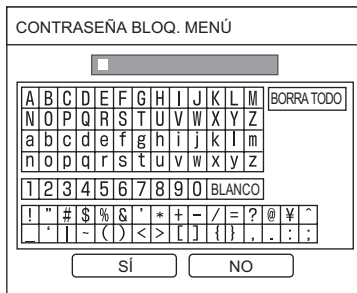 CONTRASEÑA BLOQ. MENÚ
A B C D E F G H I J K L M BORRA TODO
N O P Q R S T U V W X Y Z
a b c d e f g h i j k l m
n o p q r s t u v w x y z
1 2 3 4 5 6 7 8 9 0 BLANCO
! " # $ % & ' * + - / = ? @ ¥ ^
_ ‘ | ~ ( ) < > [ ] { } , . : ;
SÍ NO